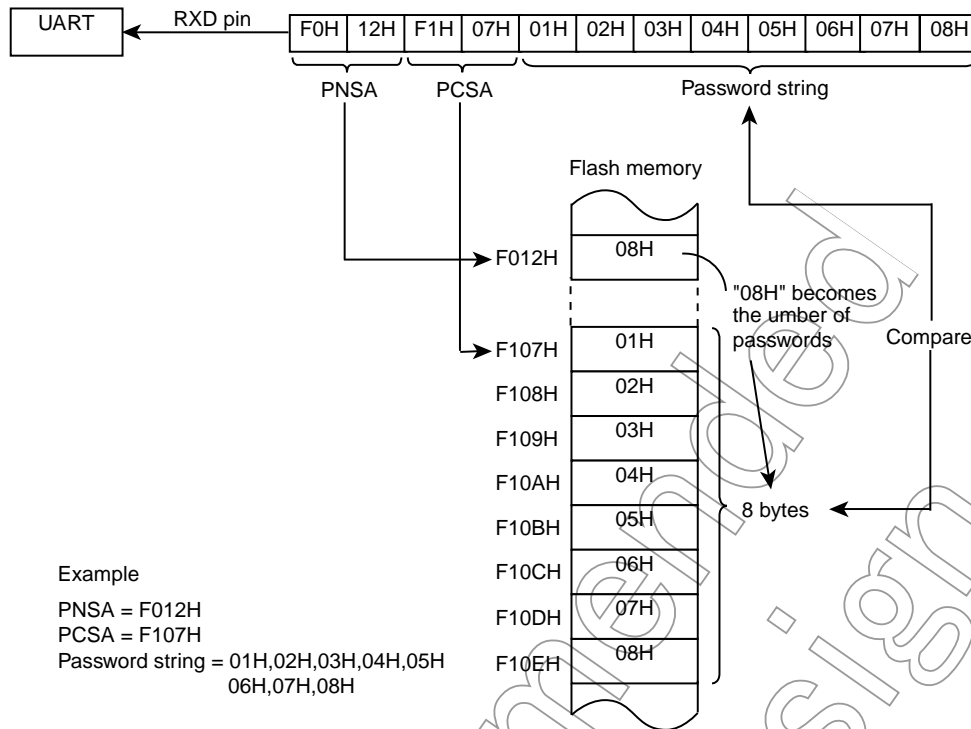 UART
RXD pin
F0H 12H F1H 07H 01H 02H 03H 04H 05H 06H 07H 08H
PNSA PCSA Password string
Flash memory
F012H 08H
"08H" becomes
the umber of
passwords
Compare
F107H 01H
F108H 02H
F109H 03H
F10AH 04H
F10BH 05H
8 bytes
F10CH 06H
F10DH 07H
F10EH 08H
Example
PNSA = F012H
PCSA = F107H
Password string = 01H,02H,03H,04H,05H
06H,07H,08H